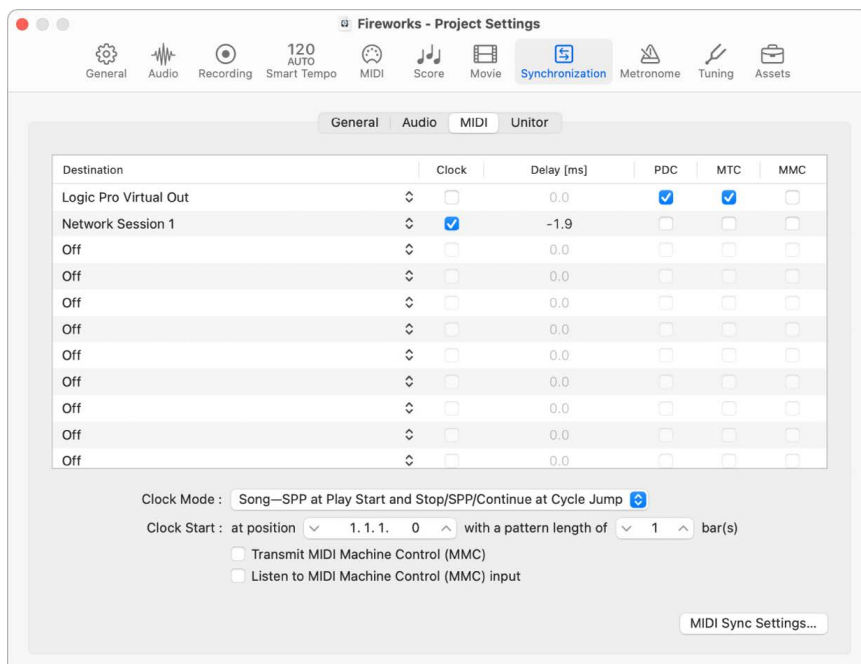 Fireworks - Project Settings
120
AUTO
General Audio Recording Smart Tempo MIDI Score Movie Synchronization Metronome Tuning Assets
General Audio MIDI Unitor
Destination Clock Delay [ms] PDC MTC MMC
Logic Pro Virtual Out 0.0
Network Session 1 -1.9
Off 0.0
Off 0.0
Off 0.0
Off 0.0
Off 0.0
Off 0.0
Off 0.0
Off 0.0
Off 0.0
Clock Mode : Song—SPP at Play Start and Stop/SPP/Continue at Cycle Jump
Clock Start : at position 1. 1. 1. 0 with a pattern length of 1 bar(s)
Transmit MIDI Machine Control (MMC)
Listen to MIDI Machine Control (MMC) input
MIDI Sync Settings...